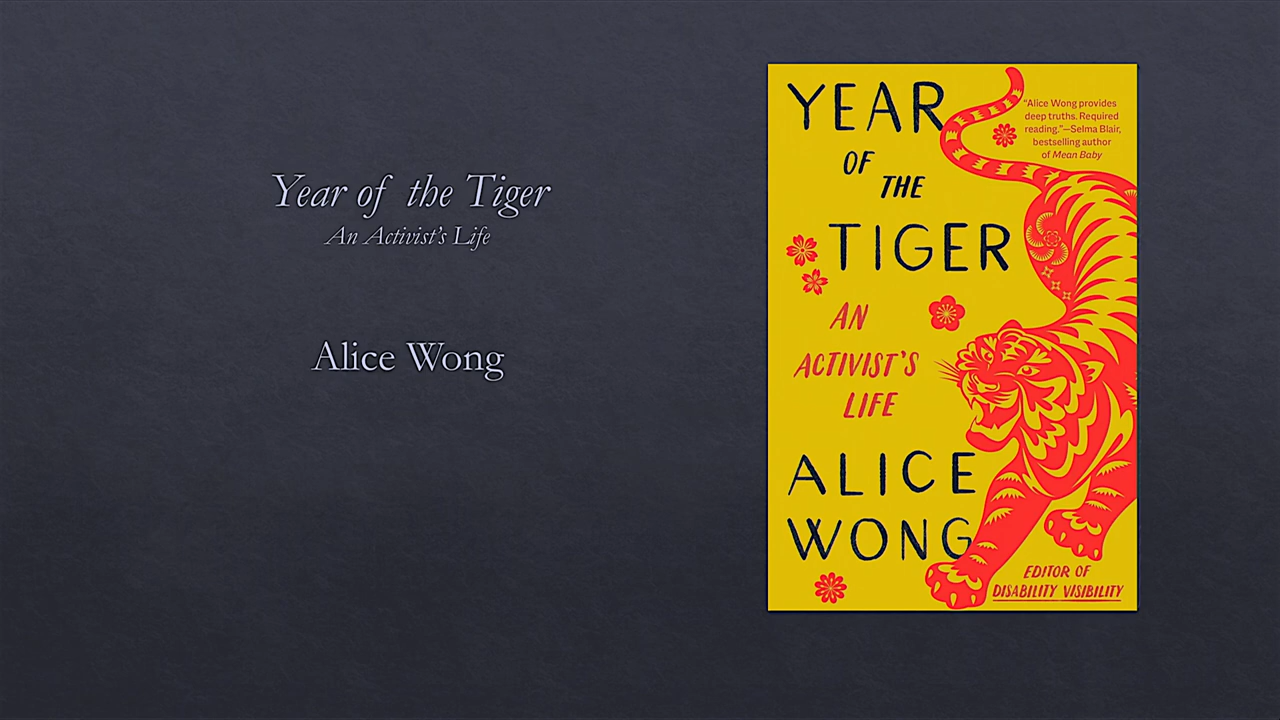 Year of the Tiger
An Activist's Life
Alice Wong
YEAR
OF
THE
TIGER
AN
ACTIVIST'S
LIFE
ALICE
WONG
"Alice Wong provides
deep truths. Required
reading."—Selma Blair,
bestselling author
of Mean Baby
EDITOR OF
DISABILITY VISIBILITY